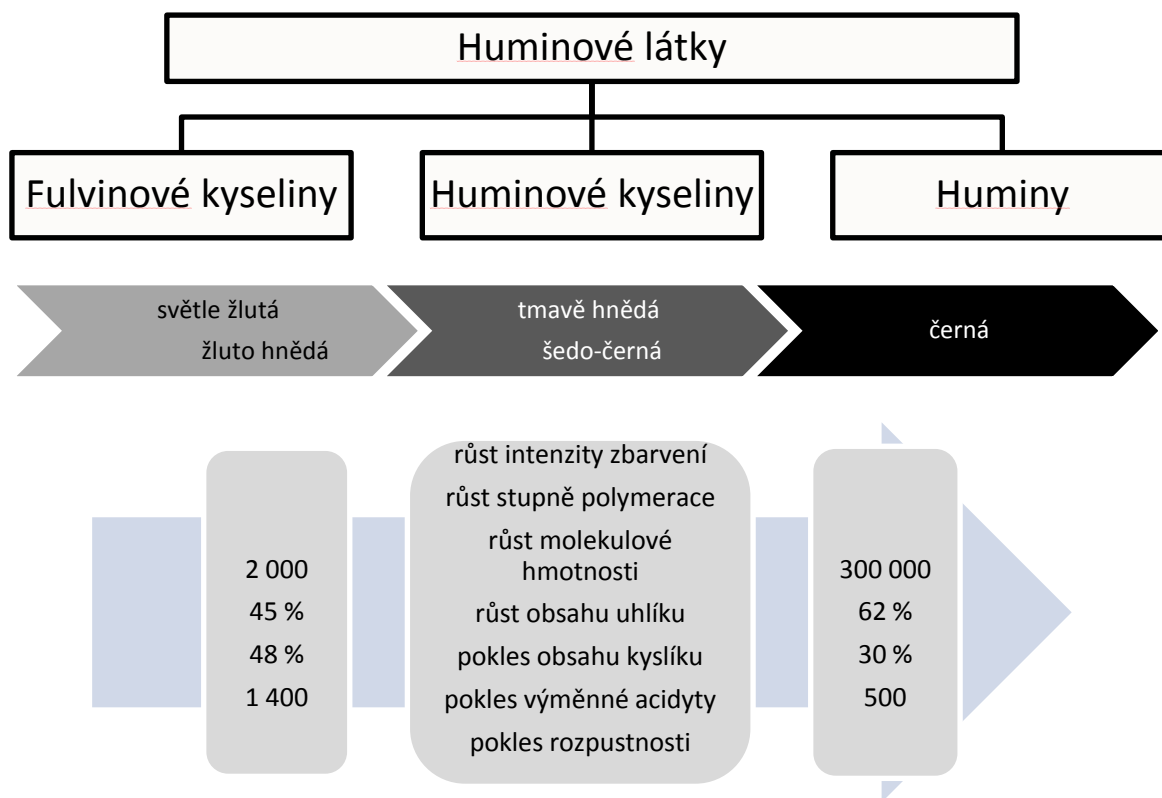 Huminové látky
Fulvinové kyseliny
Huminové kyseliny
Huminy
světle žlutá
žluto hnědá
tmavě hnědá
šedo-černá
černá
2 000
45 %
48 %
1 400
růst intenzity zbarvení
růst stupně polymerace
růst molekulové
hmotnosti
růst obsahu uhlíku
pokles obsahu kyslíku
pokles výměnné acidyty
pokles rozpustnosti
300 000
62 %
30 %
500